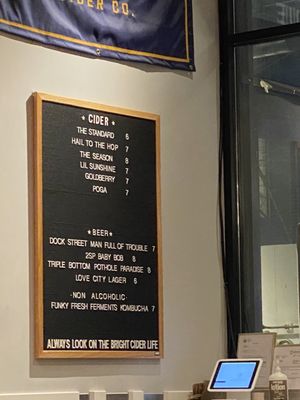 CIDER CO.
★ CIDER ★
THE STANDARD 6
HAIL TO THE HOP 7
THE SEASON 8
LIL SUNSHINE 7
GOLDBERRY 7
POGA 7
★ BEER ★
DOCK STREET MAN FULL OF TROUBLE 7
2SP BABY BOB 8
TRIPLE BOTTOM POTHOLE PARADISE 8
LOVE CITY LAGER 6
·NON ALCOHOLIC·
FUNKY FRESH FERMENTS KOMBUCHA 7
ALWAYS LOOK ON THE BRIGHT CIDER LIFE
lotion